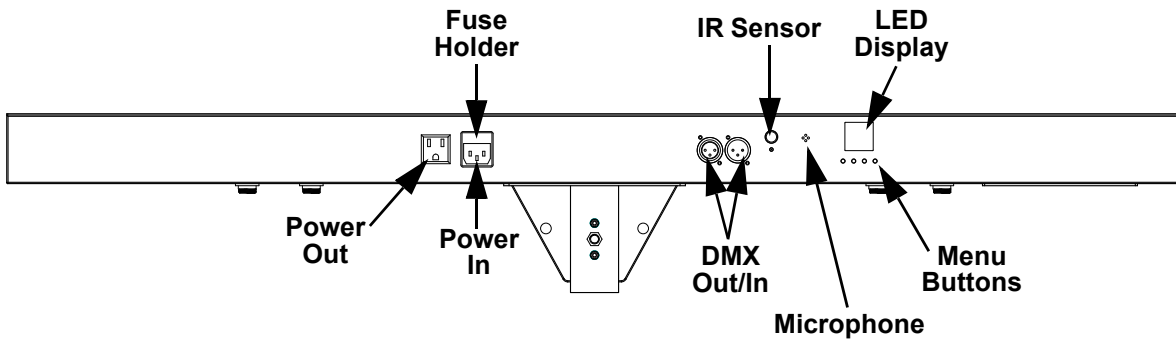 Fuse
Holder
IR Sensor
LED
Display
Power
Out
Power
In
DMX
Out/In
Menu
Buttons
Microphone